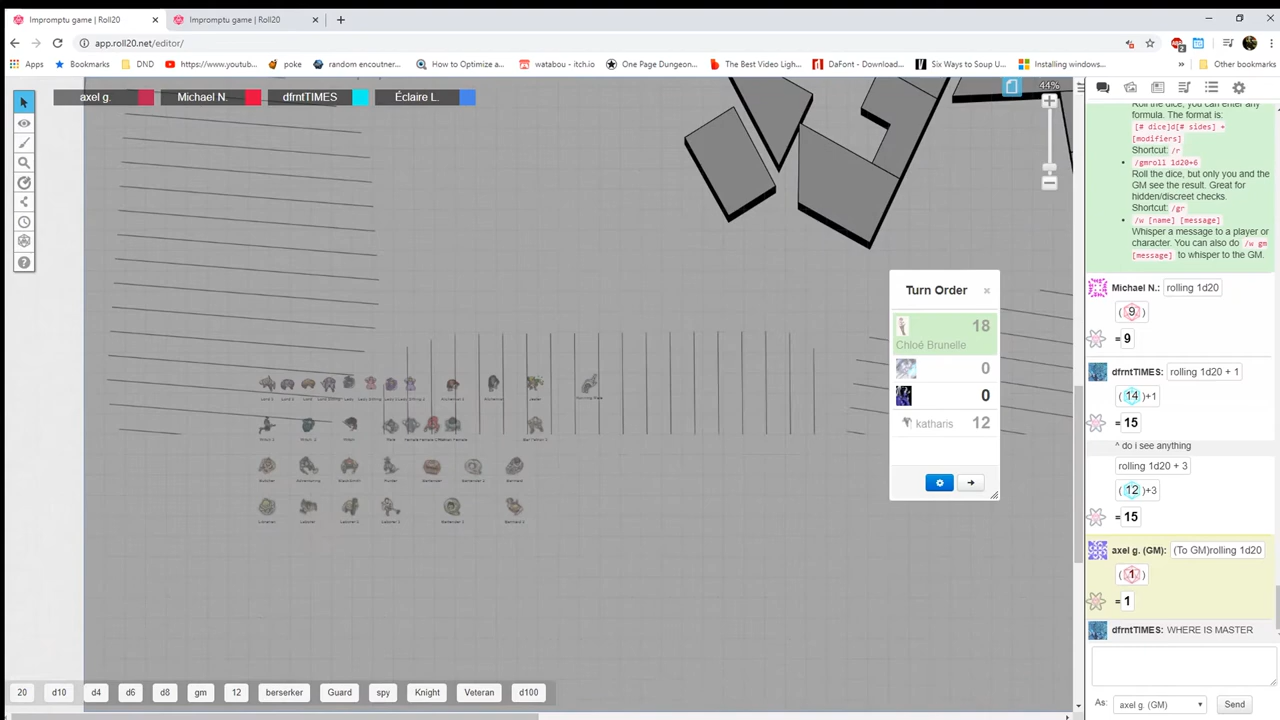 Impromptu game | Roll20
Impromptu game | Roll20
app.roll20.net/editor/
Apps
Bookmarks
DND
https://www.youtub...
poke
random encoutner...
How to Optimize a...
watabou - itch.io
One Page Dungeon...
The Best Video Ligh...
DaFont - Download...
Six Ways to Soup U...
Installing windows...
»
Other bookmarks
axel g.
Michael N.
dfrntTIMES
Éclaire L.
44%
Turn Order
18
Chloé Brunelle
0
0
katharis 12
Roll the dice, you can enter any
formula. The format is:
[# dice]d[# sides] +
[modifiers]
Shortcut: /r
/gmroll 1d20+6
Roll the dice, but only you and the
GM see the result. Great for
hidden/discreet checks.
Shortcut: /gr
/w [name] [message]
Whisper a message to a player or
character. You can also do /w gm
[message] to whisper to the GM.
Michael N.: rolling 1d20
(9)
= 9
dfrntTIMES: rolling 1d20 + 1
(14)+1
= 15
^ do i see anything
rolling 1d20 + 3
(12)+3
= 15
axel g. (GM): (To GM)rolling 1d20
(1)
= 1
dfrntTIMES: WHERE IS MASTER
As: axel g. (GM) Send
20 d10 d4 d6 d8 gm 12 berserker Guard spy Knight Veteran d100